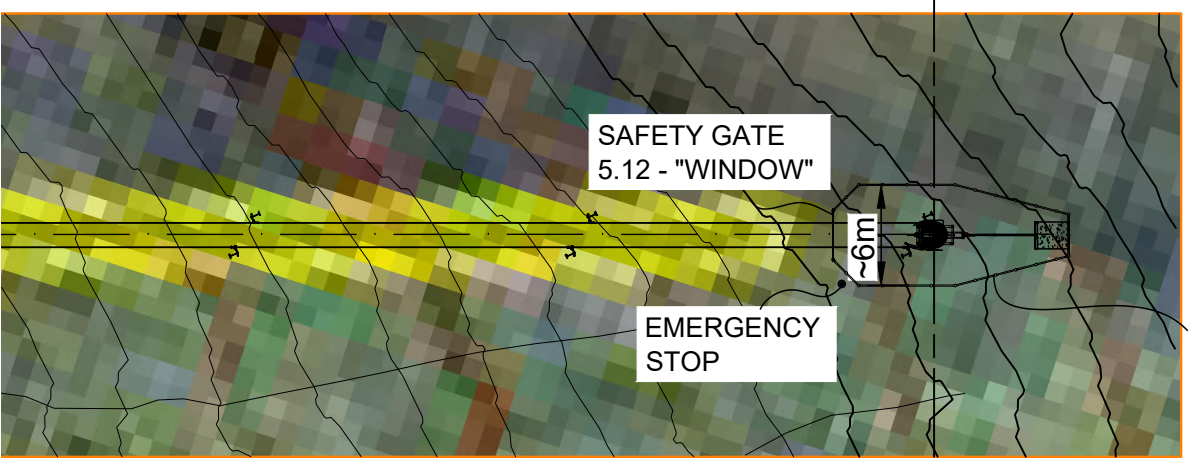 SAFETY GATE
5.12 - "WINDOW"
~6m
EMERGENCY
STOP